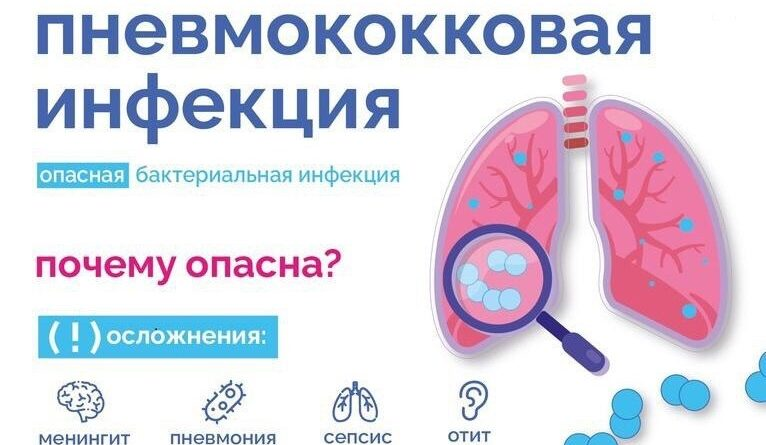 пневмококковая
инфекция
опасная бактериальная инфекция
почему опасна?
(!) осложнения:
менингит пневмония сепсис отит